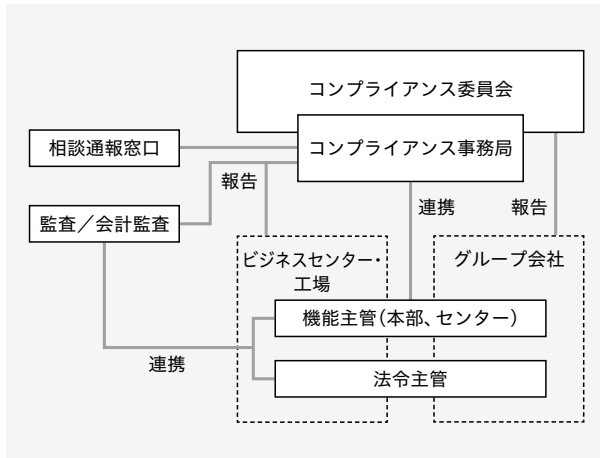 コンプライアンス委員会
コンプライアンス事務局
相談通報窓口
報告
監査／会計監査
連携
報告
ビジネスセンター・
工場
グループ会社
機能主管（本部、センター）
連携
法令主管